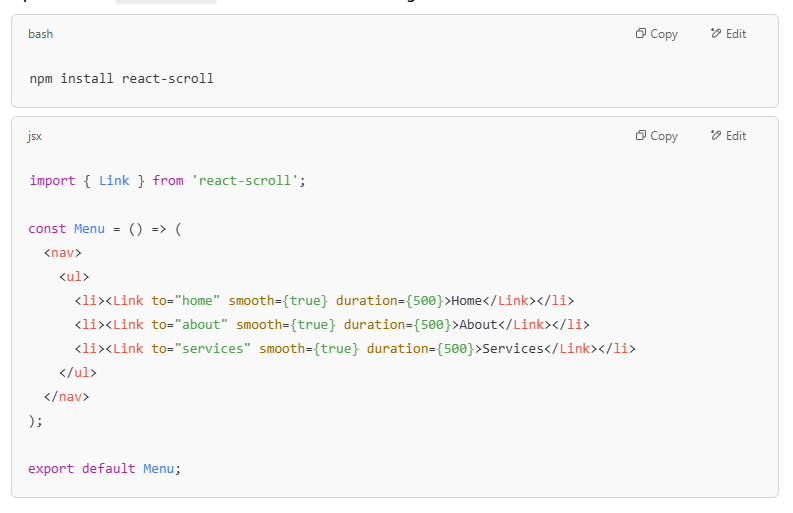 bash
Copy
Edit
npm install react-scroll
jsx
Copy
Edit
import { Link } from 'react-scroll';
const Menu = () => (
  <nav>
    <ul>
      <li><Link to="home" smooth={true} duration={500}>Home</Link></li>
      <li><Link to="about" smooth={true} duration={500}>About</Link></li>
      <li><Link to="services" smooth={true} duration={500}>Services</Link></li>
    </ul>
  </nav>
);
export default Menu;